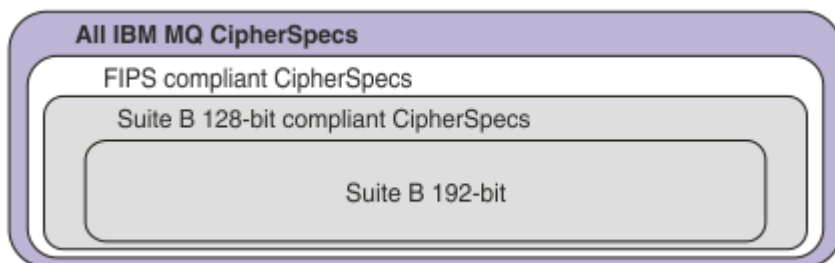 All IBM MQ CipherSpecs
FIPS compliant CipherSpecs
Suite B 128-bit compliant CipherSpecs
Suite B 192-bit